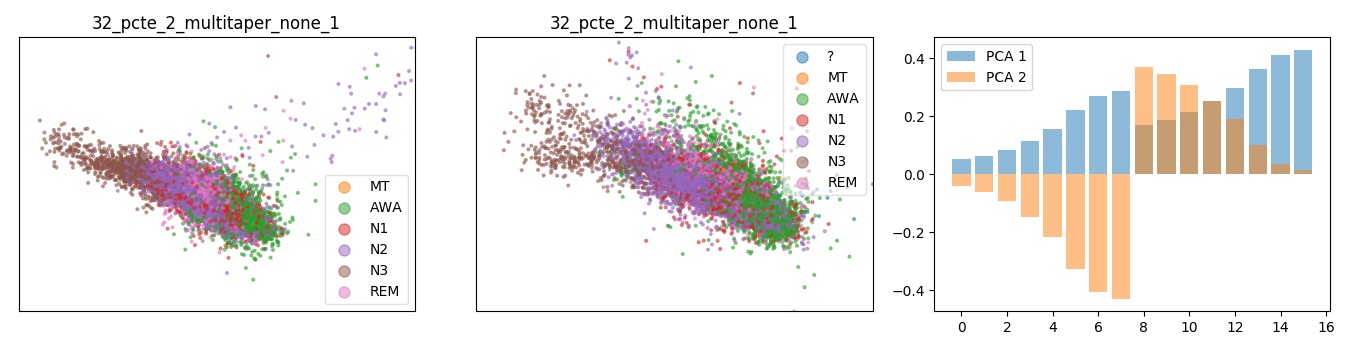 32_pcte_2_multitaper_none_1
MT
AWA
N1
N2
N3
REM
32_pcte_2_multitaper_none_1
?
MT
AWA
N1
N2
N3
REM
PCA 1
PCA 2
0.4
0.2
0.0
−0.2
−0.4
0 2 4 6 8 10 12 14 16